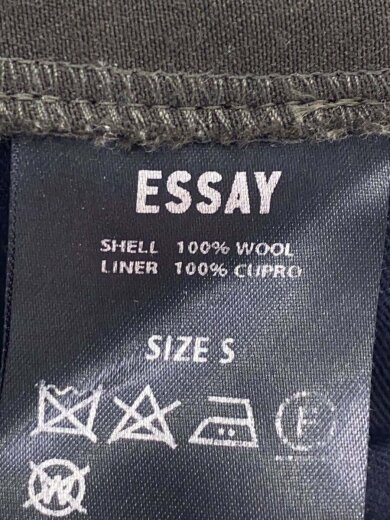 ESSAY
SHELL 100% WOOL
LINER 100% CUPRO
SIZE S
F
W